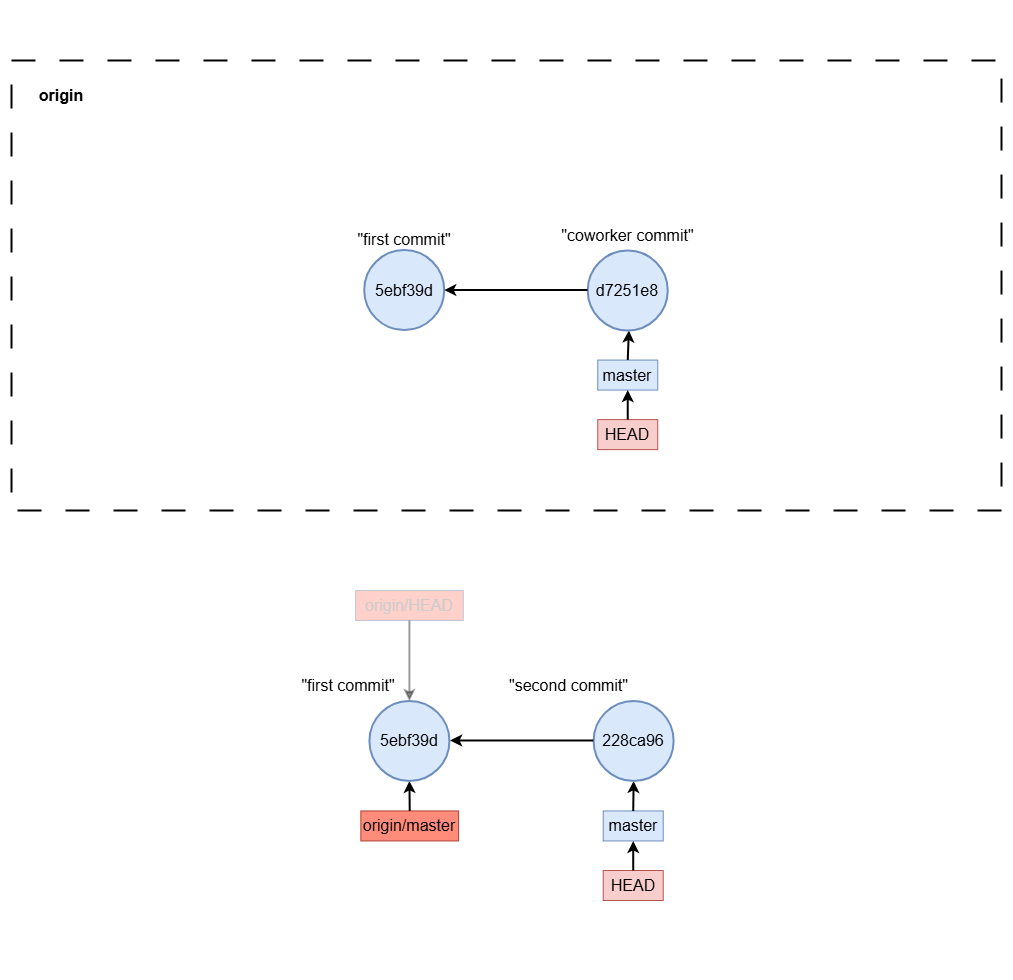 origin
"first commit"
"coworker commit"
5ebf39d
d7251e8
master
HEAD
origin/HEAD
"first commit"
"second commit"
5ebf39d
228ca96
origin/master
master
HEAD